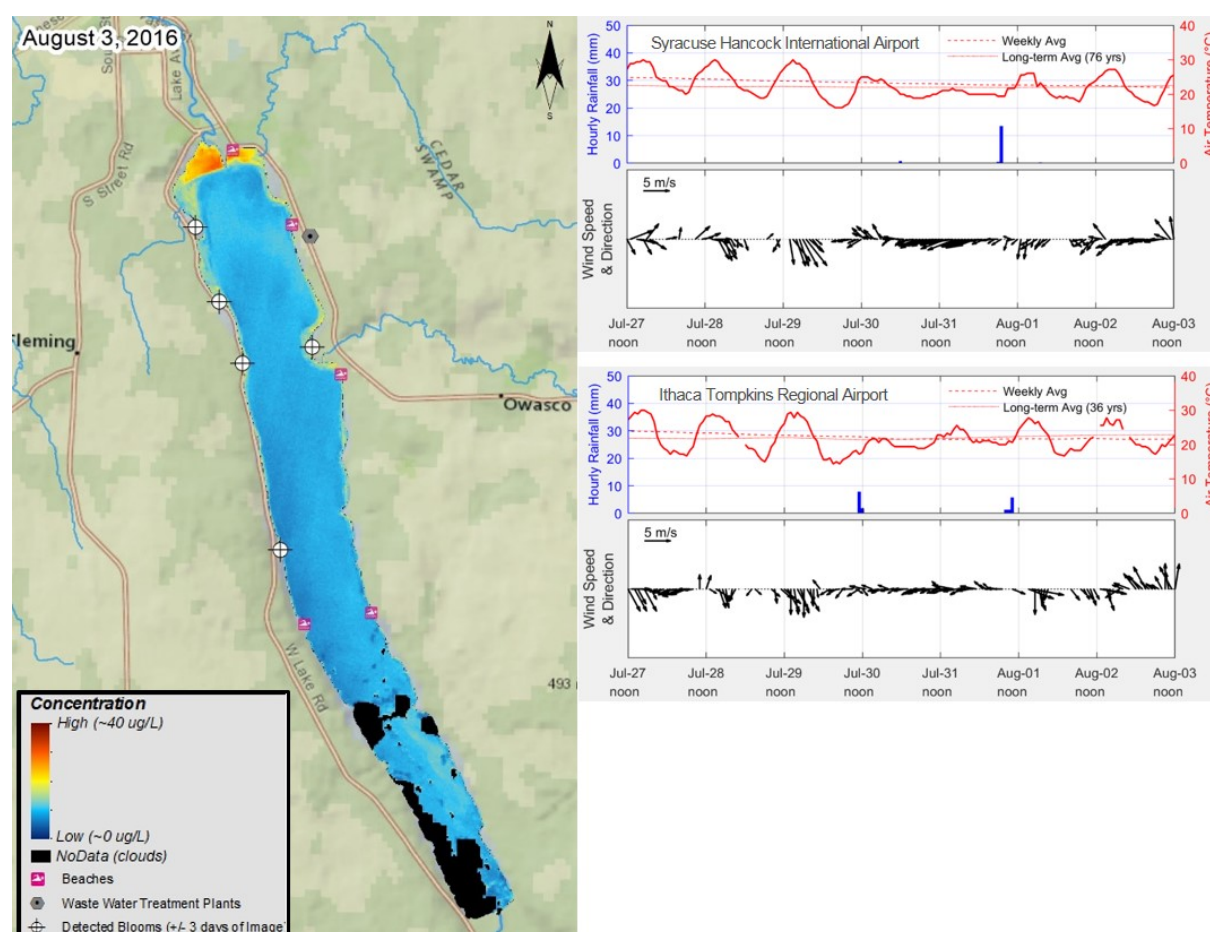 August 3, 2016
N
S
Lake Av
S Street Rd
CEDAR
SWAMP
Fleming
Owasco
W Lake Rd
493
Concentration
High (~40 ug/L)
Low (~0 ug/L)
NoData (clouds)
Beaches
Waste Water Treatment Plants
Detected Blooms (+/- 3 days of Image)
Syracuse Hancock International Airport
Weekly Avg
Long-term Avg (76 yrs)
Hourly Rainfall (mm)
50
40
30
20
10
0
40
30
20
10
0
Air Temperature (°C)
5 m/s
Wind Speed
& Direction
Jul-27 Jul-28 Jul-29 Jul-30 Jul-31 Aug-01 Aug-02 Aug-03
noon noon noon noon noon noon noon noon
Ithaca Tompkins Regional Airport
Weekly Avg
Long-term Avg (36 yrs)
Hourly Rainfall (mm)
50
40
30
20
10
0
40
30
20
10
0
Air Temperature (°C)
5 m/s
Wind Speed
& Direction
Jul-27 Jul-28 Jul-29 Jul-30 Jul-31 Aug-01 Aug-02 Aug-03
noon noon noon noon noon noon noon noon